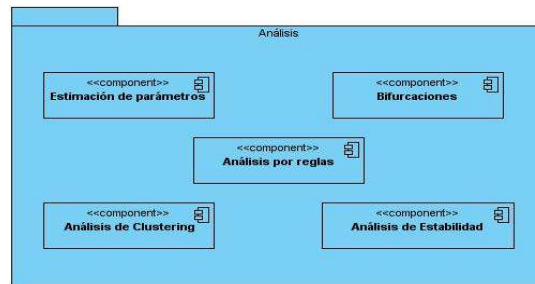 Análisis
<<component>>
Estimación de parámetros
<<component>>
Bifurcaciones
<<component>>
Análisis por reglas
<<component>>
Análisis de Clustering
<<component>>
Análisis de Estabilidad